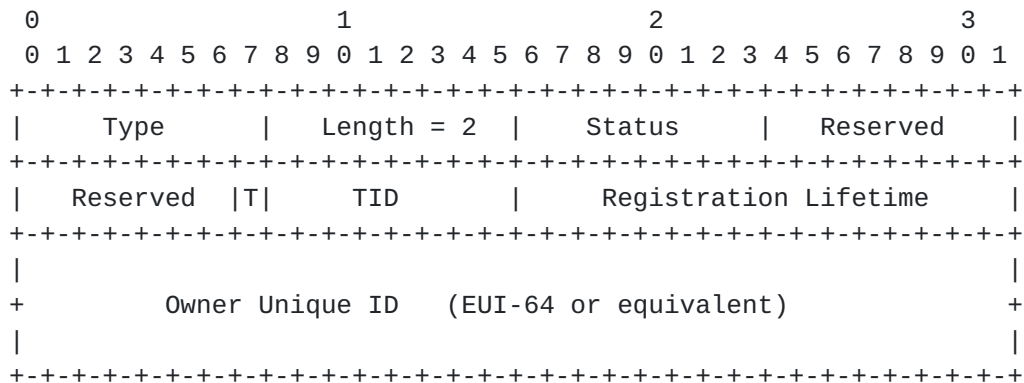 0                   1                   2                   3
 0 1 2 3 4 5 6 7 8 9 0 1 2 3 4 5 6 7 8 9 0 1 2 3 4 5 6 7 8 9 0 1
+-+-+-+-+-+-+-+-+-+-+-+-+-+-+-+-+-+-+-+-+-+-+-+-+-+-+-+-+-+-+-+-+
|     Type      |   Length = 2  |    Status     |   Reserved    |
+-+-+-+-+-+-+-+-+-+-+-+-+-+-+-+-+-+-+-+-+-+-+-+-+-+-+-+-+-+-+-+-+
|   Reserved  |T|     TID       |     Registration Lifetime     |
+-+-+-+-+-+-+-+-+-+-+-+-+-+-+-+-+-+-+-+-+-+-+-+-+-+-+-+-+-+-+-+-+
|                                                               |
+         Owner Unique ID   (EUI-64 or equivalent)              +
|                                                               |
+-+-+-+-+-+-+-+-+-+-+-+-+-+-+-+-+-+-+-+-+-+-+-+-+-+-+-+-+-+-+-+-+